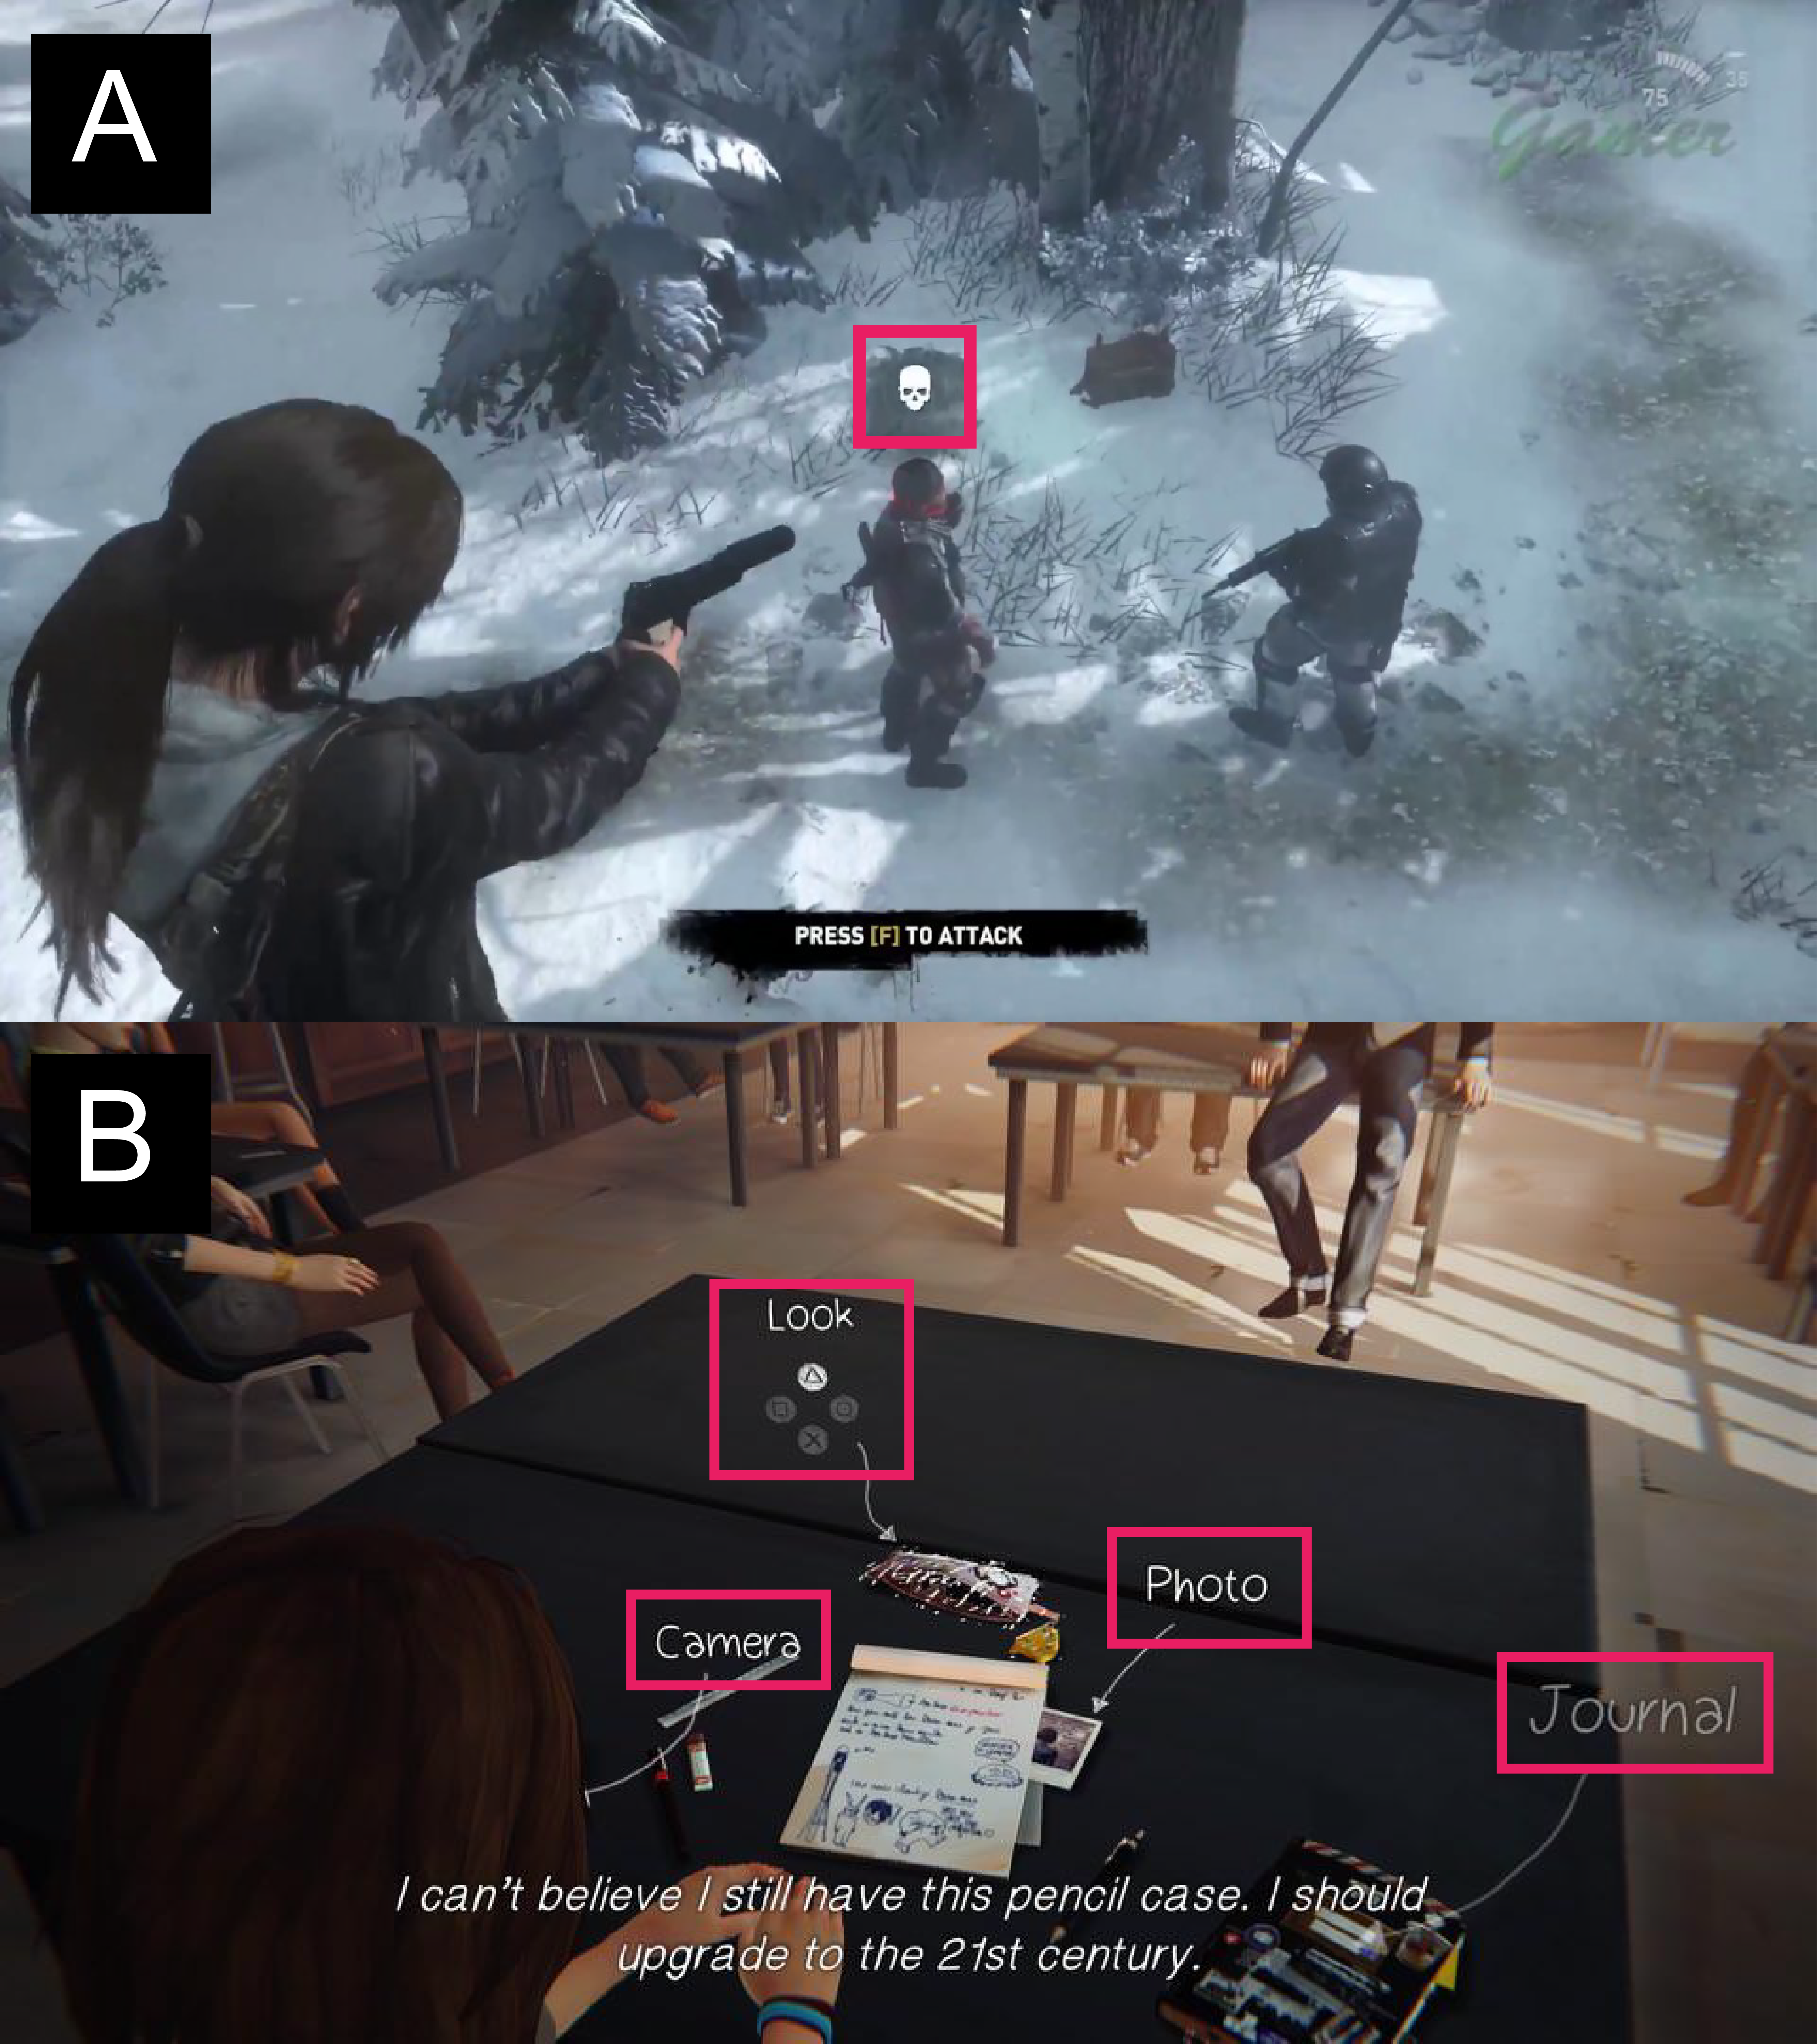 A
75
35
Gamer
PRESS [F] TO ATTACK
B
Look
Photo
Camera
Journal
I can't believe I still have this pencil case. I should
upgrade to the 21st century.